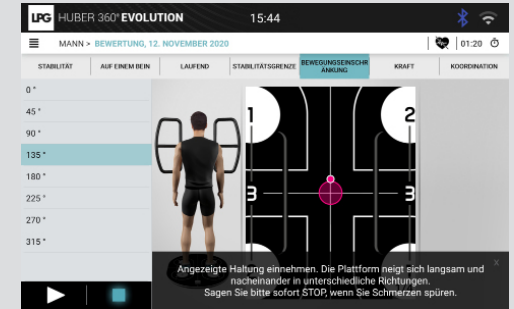 LPG HUBER 360° EVOLUTION 15:44
MANN > BEWERTUNG, 12. NOVEMBER 2020 01:20
STABILITÄT AUF EINEM BEIN LAUFEND STABILITÄTSGRENZE BEWEGUNGSEINSCHR
ÄNKUNG KRAFT KOORDINATION
0 °
45 °
90 °
135 °
180 °
225 °
270 °
315 °
1 2
3 3
X
Angezeigte Haltung einnehmen. Die Plattform neigt sich langsam und
nacheinander in unterschiedliche Richtungen.
Sagen Sie bitte sofort STOP, wenn Sie Schmerzen spüren.